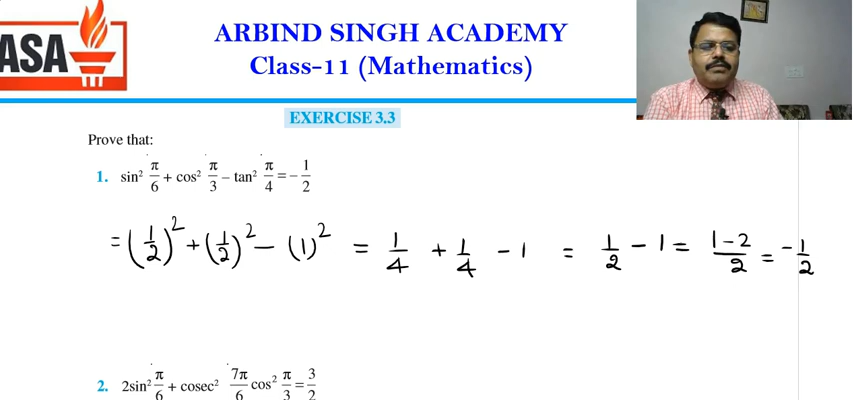 ASA
ARBIND SINGH ACADEMY
Class-11 (Mathematics)
EXERCISE 3.3
Prove that:
1. sin² π/6 + cos² π/3 – tan² π/4 = – 1/2
= (1/2)² + (1/2)² – (1)² = 1/4 + 1/4 – 1 = 1/2 – 1 = (1–2)/2 = –1/2
2. 2sin² π/6 + cosec² 7π/6 cos² π/3 = 3/2